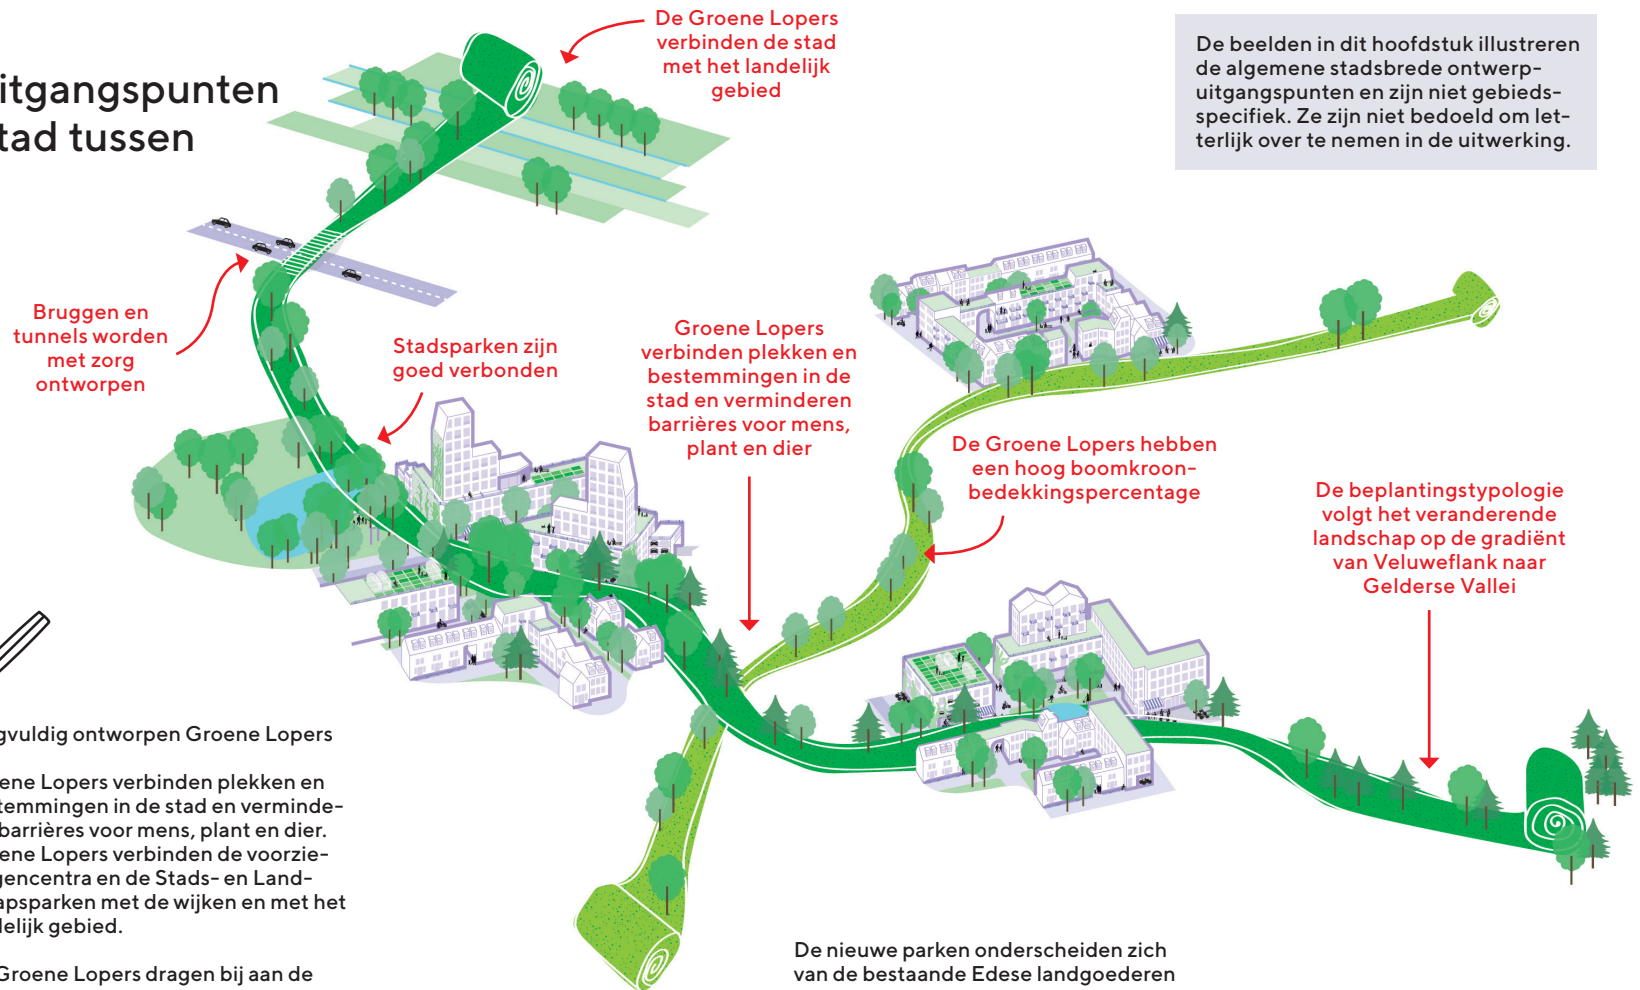 itgangspunten
tad tussen
De Groene Lopers
verbinden de stad
met het landelijk
gebied
De beelden in dit hoofdstuk illustreren
de algemene stadsbrede ontwerp-
uitgangspunten en zijn niet gebieds-
specifiek. Ze zijn niet bedoeld om let-
terlijk over te nemen in de uitwerking.
Bruggen en
tunnels worden
met zorg
ontworpen
Stadsparken zijn
goed verbonden
Groene Lopers
verbinden plekken en
bestemmingen in de
stad en verminderen
barrières voor mens,
plant en dier
De Groene Lopers hebben
een hoog boomkroon-
bedekkingspercentage
De beplantingstypologie
volgt het veranderende
landschap op de gradiënt
van Veluweflank naar
Gelderse Vallei
gvuldig ontworpen Groene Lopers
ene Lopers verbinden plekken en
temmingen in de stad en verminde-
barrières voor mens, plant en dier.
ene Lopers verbinden de voorzie-
gencentra en de Stads- en Land-
apsparken met de wijken en met het
delijk gebied.
Groene Lopers dragen bij aan de
De nieuwe parken onderscheiden zich
van de bestaande Edese landgoederen